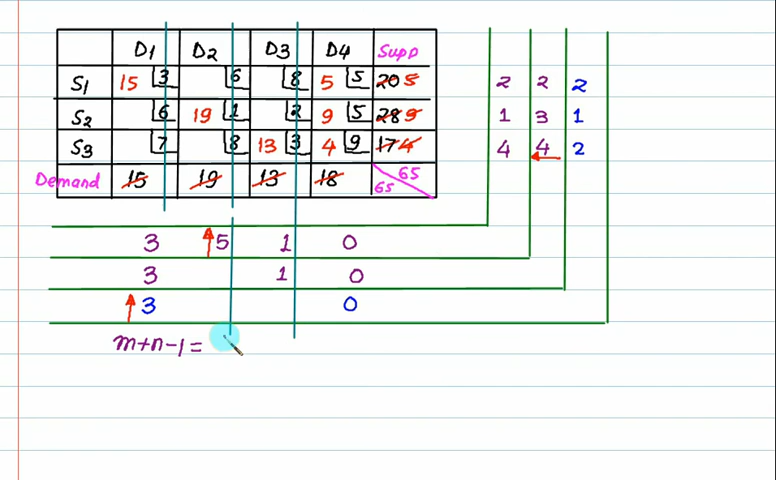 D1 D2 D3 D4 Supp
S1 15 3 6 8 5 5 20 5 2 2 2
S2 6 19 1 2 9 5 28 9 1 3 1
S3 7 8 13 3 4 9 17 4 4 4 2
Demand 15 19 13 18 65 65
3 5 1 0
3 1 0
3 0
m+n-1=